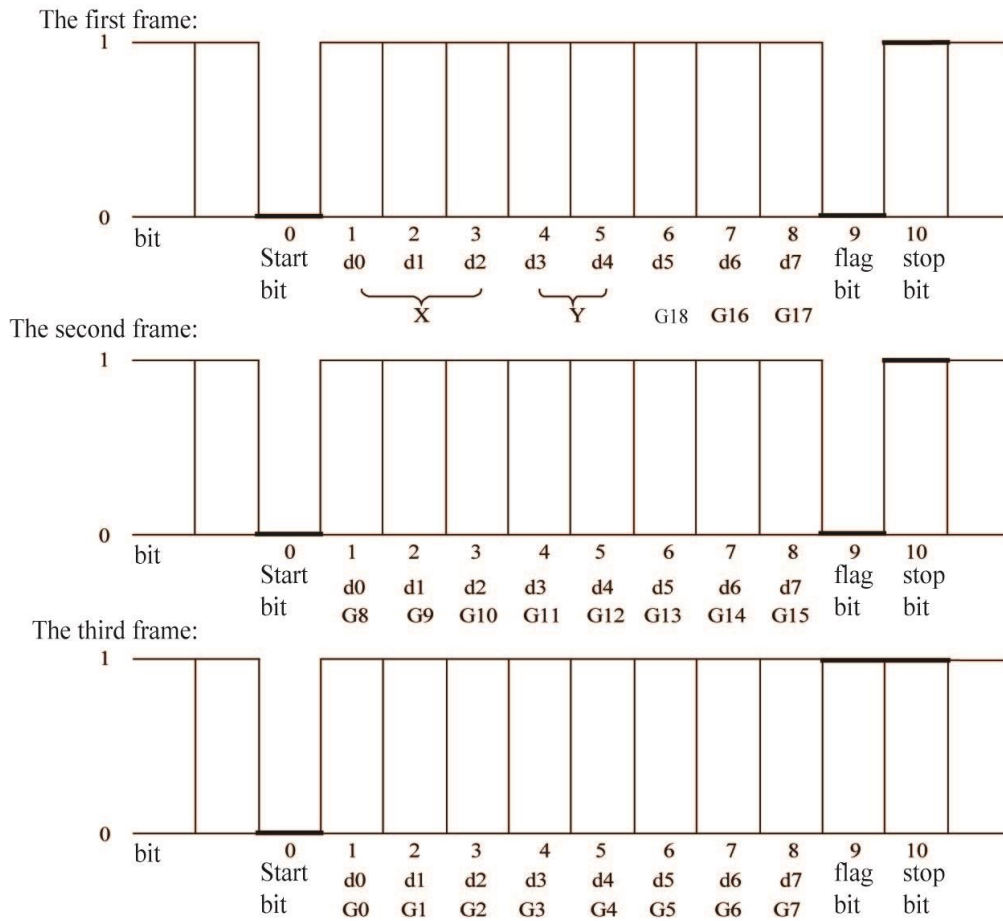 The first frame:
1
0
bit 0 1 2 3 4 5 6 7 8 9 10
Start d0 d1 d2 d3 d4 d5 d6 d7 flag stop
bit bit bit
X Y G18 G16 G17
The second frame:
1
0
bit 0 1 2 3 4 5 6 7 8 9 10
Start d0 d1 d2 d3 d4 d5 d6 d7 flag stop
bit G8 G9 G10 G11 G12 G13 G14 G15 bit bit
The third frame:
1
0
bit 0 1 2 3 4 5 6 7 8 9 10
Start d0 d1 d2 d3 d4 d5 d6 d7 flag stop
bit G0 G1 G2 G3 G4 G5 G6 G7 bit bit